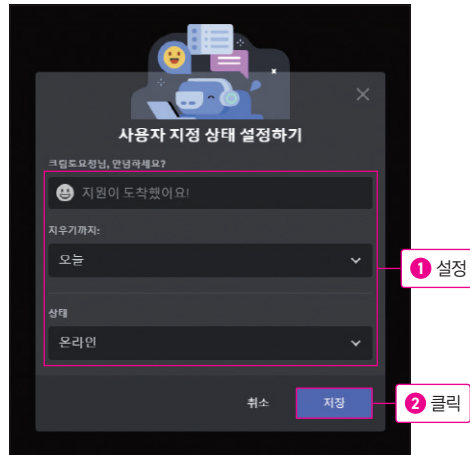 사용자 지정 상태 설정하기
크립토요정님, 안녕하세요?
지원이 도착했어요!
지우기까지:
오늘
1 설정
상태
온라인
취소
저장
2 클릭